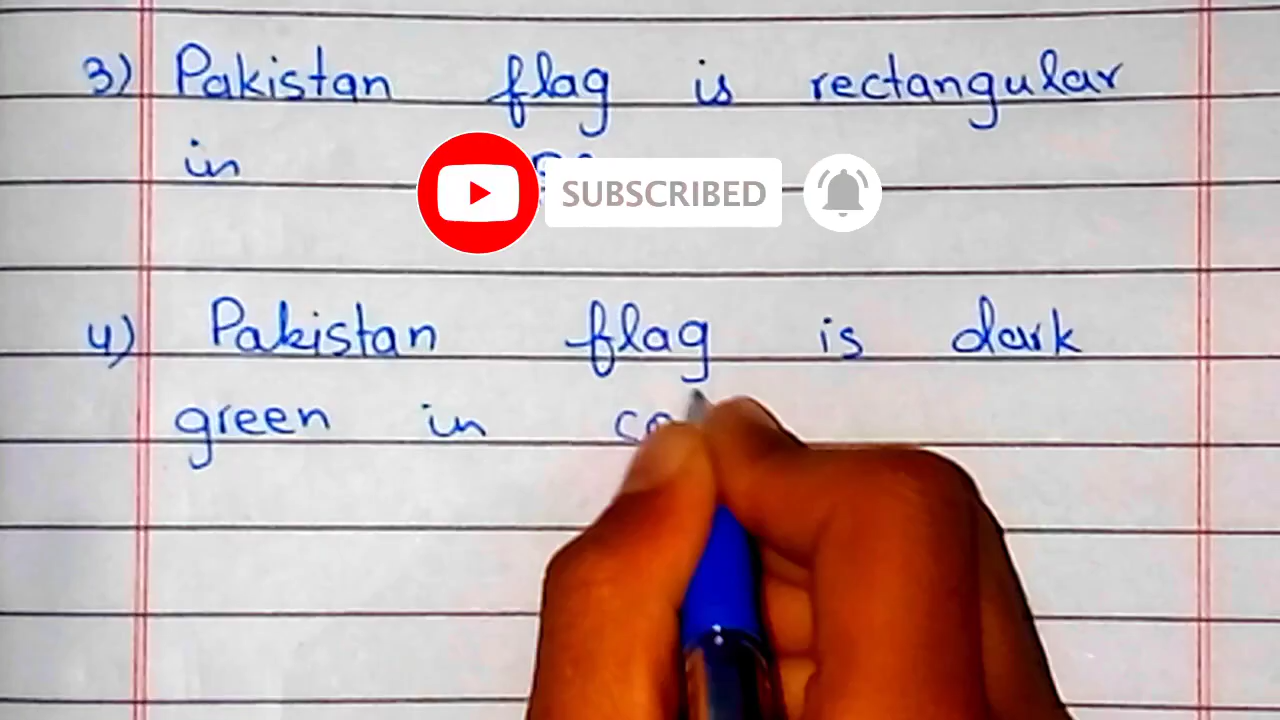 3) Pakistan flag is rectangular
in
SUBSCRIBED
4) Pakistan flag is dark
green in